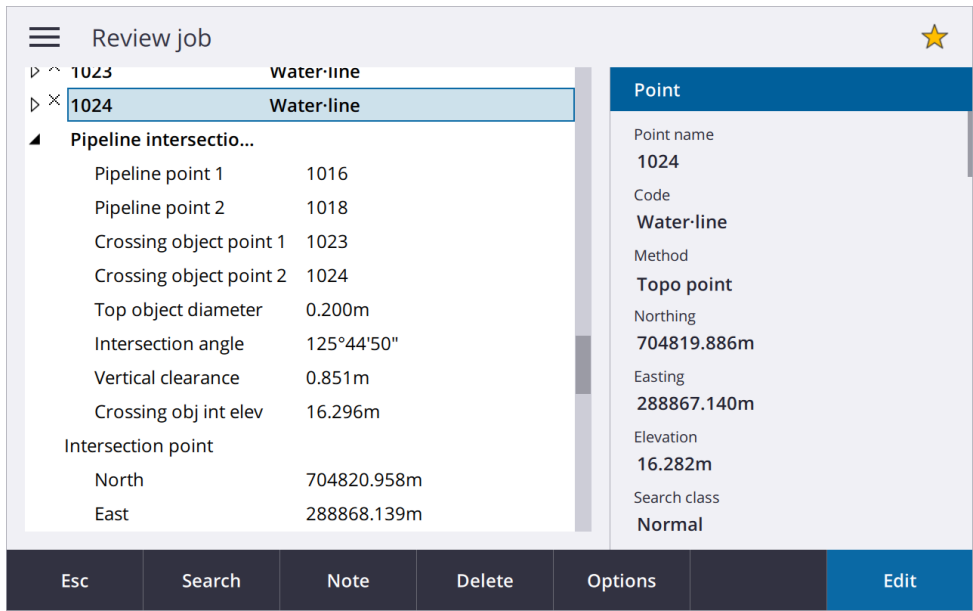 Review job
1023 Water·line
1024 Water·line
Pipeline intersectio...
Pipeline point 1 1016
Pipeline point 2 1018
Crossing object point 1 1023
Crossing object point 2 1024
Top object diameter 0.200m
Intersection angle 125°44'50"
Vertical clearance 0.851m
Crossing obj int elev 16.296m
Intersection point
North 704820.958m
East 288868.139m
Point
Point name
1024
Code
Water·line
Method
Topo point
Northing
704819.886m
Easting
288867.140m
Elevation
16.282m
Search class
Normal
Esc Search Note Delete Options Edit